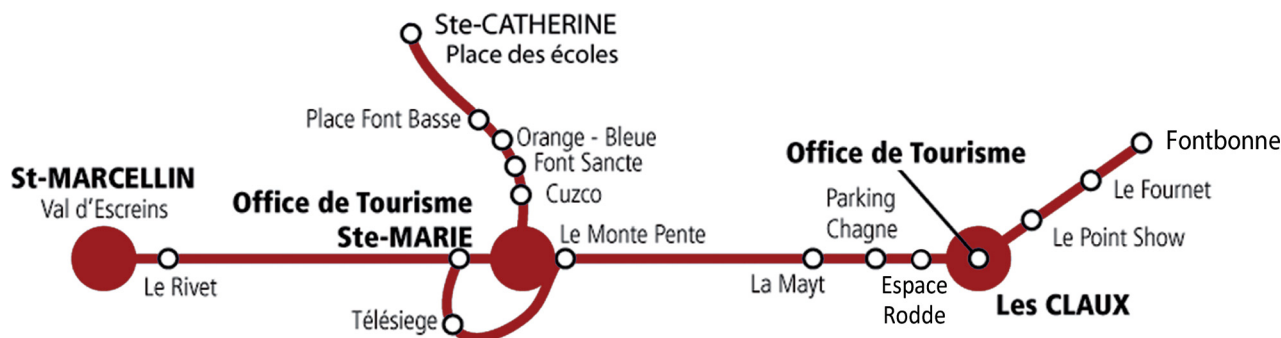 Ste-CATHERINE
Place des écoles
Place Font Basse
Orange - Bleue
Font Sancte
Cuzco
St-MARCELLIN
Val d'Escreins
Le Rivet
Office de Tourisme
Ste-MARIE
Télésiege
Le Monte Pente
La Mayt
Parking
Chagne
Espace
Rodde
Office de Tourisme
Les CLAUX
Le Point Show
Le Fournet
Fontbonne